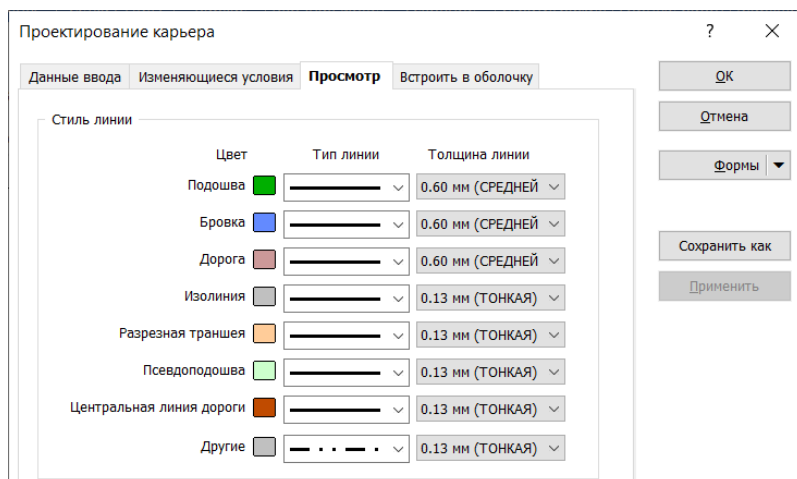 Проектирование карьера ?
Данные ввода Изменяющиеся условия Просмотр Встроить в оболочку
ОК
Отмена
Формы
Сохранить как
Применить
Стиль линии
Цвет Тип линии Толщина линии
Подошва 0.60 мм (СРЕДНЕЙ
Бровка 0.60 мм (СРЕДНЕЙ
Дорога 0.60 мм (СРЕДНЕЙ
Изолиния 0.13 мм (ТОНКАЯ)
Разрезная траншея 0.13 мм (ТОНКАЯ)
Псевдоподошва 0.13 мм (ТОНКАЯ)
Центральная линия дороги 0.13 мм (ТОНКАЯ)
Другие 0.13 мм (ТОНКАЯ)